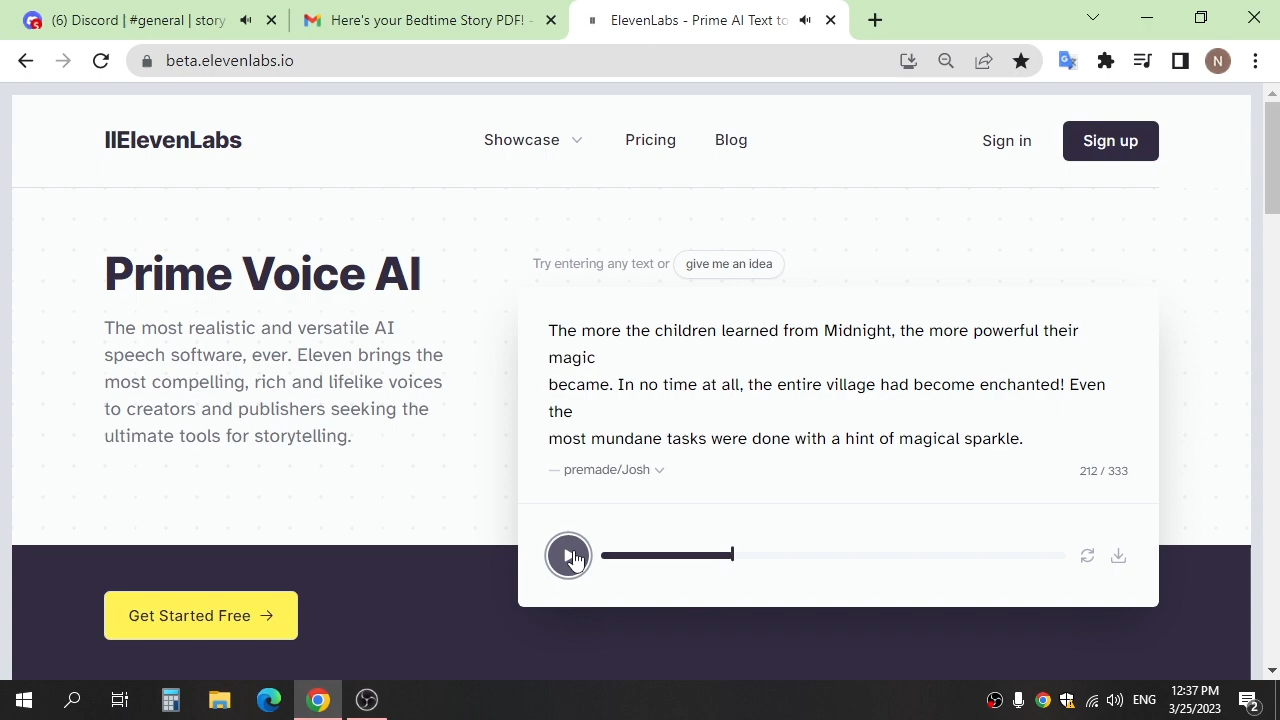 (6) Discord | #general | story
Here's your Bedtime Story PDF! -
ElevenLabs - Prime AI Text to
beta.elevenlabs.io
N
IIElevenLabs
Showcase
Pricing
Blog
Sign in
Sign up
Prime Voice AI
The most realistic and versatile AI
speech software, ever. Eleven brings the
most compelling, rich and lifelike voices
to creators and publishers seeking the
ultimate tools for storytelling.
Get Started Free →
Try entering any text or give me an idea
The more the children learned from Midnight, the more powerful their
magic
became. In no time at all, the entire village had become enchanted! Even
the
most mundane tasks were done with a hint of magical sparkle.
— premade/Josh
212 / 333
ENG
12:37 PM
3/25/2023
2